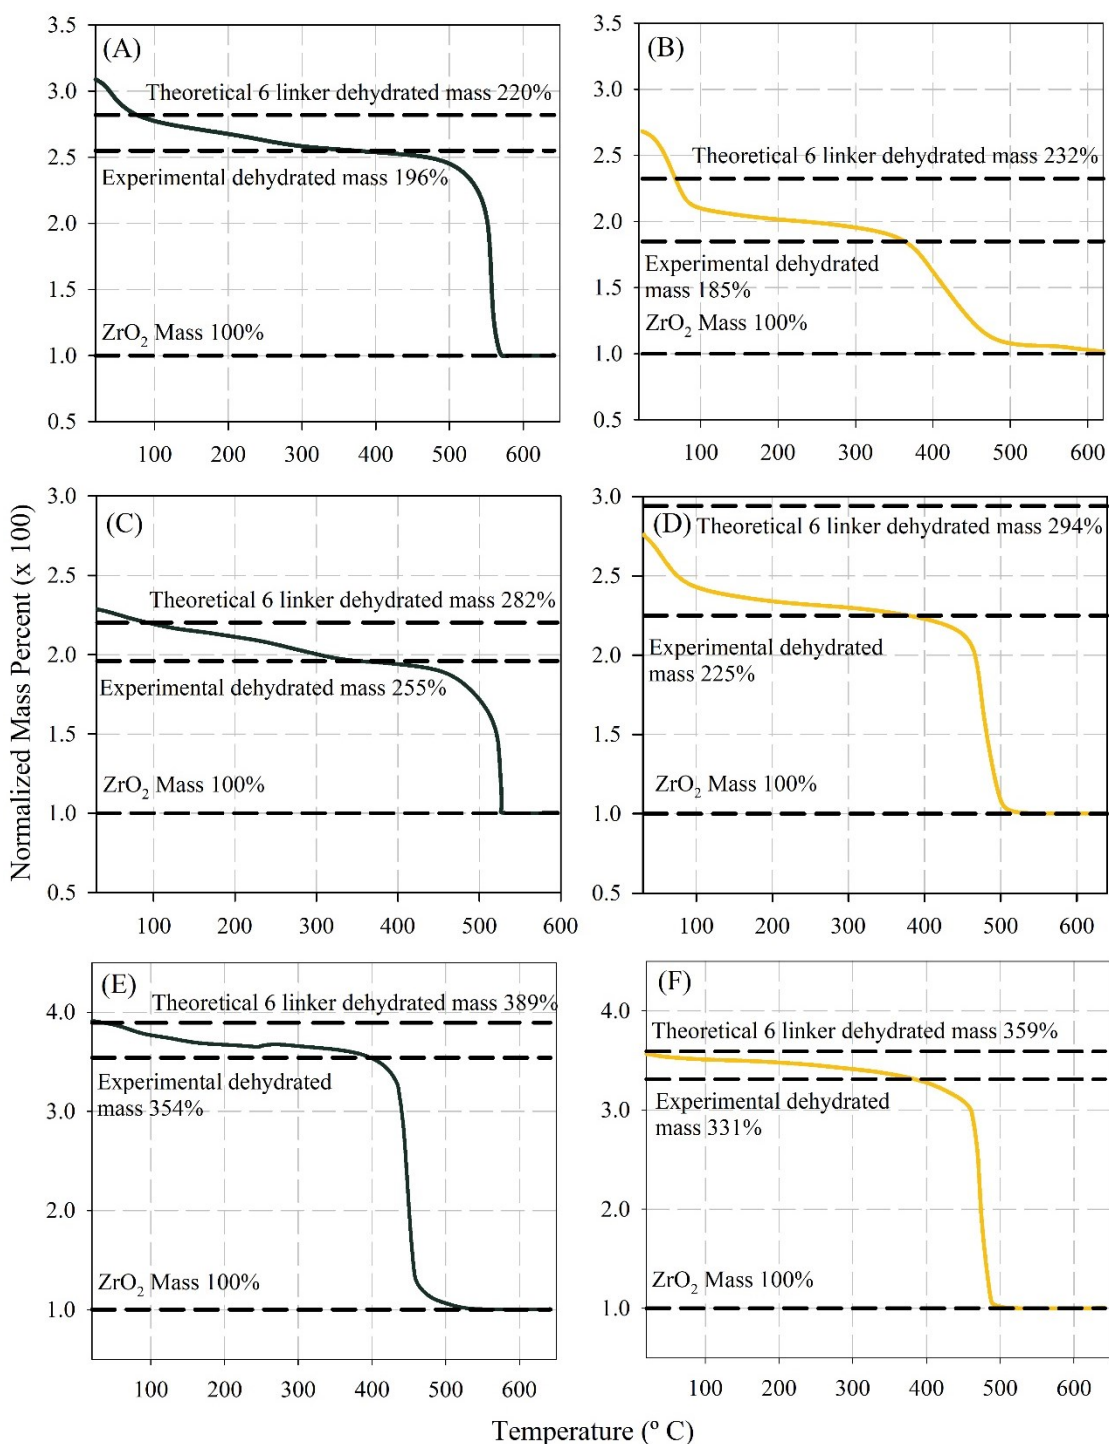 Normalized Mass Percent (x 100)
(A)
3.5
3.0
2.5
2.0
1.5
1.0
0.5
Theoretical 6 linker dehydrated mass 220%
Experimental dehydrated mass 196%
ZrO₂ Mass 100%
100 200 300 400 500 600
(B)
3.5
3.0
2.5
2.0
1.5
1.0
0.5
Theoretical 6 linker dehydrated mass 232%
Experimental dehydrated
mass 185%
ZrO₂ Mass 100%
100 200 300 400 500 600
(C)
3.0
2.5
2.0
1.5
1.0
0.5
Theoretical 6 linker dehydrated mass 282%
Experimental dehydrated mass 255%
ZrO₂ Mass 100%
100 200 300 400 500 600
(D)
3.0
2.5
2.0
1.5
1.0
0.5
Theoretical 6 linker dehydrated mass 294%
Experimental dehydrated
mass 225%
ZrO₂ Mass 100%
100 200 300 400 500 600
(E)
4.0
3.0
2.0
1.0
Theoretical 6 linker dehydrated mass 389%
Experimental dehydrated
mass 354%
ZrO₂ Mass 100%
100 200 300 400 500 600
(F)
4.0
3.0
2.0
1.0
Theoretical 6 linker dehydrated mass 359%
Experimental dehydrated
mass 331%
ZrO₂ Mass 100%
100 200 300 400 500 600
Temperature (º C)